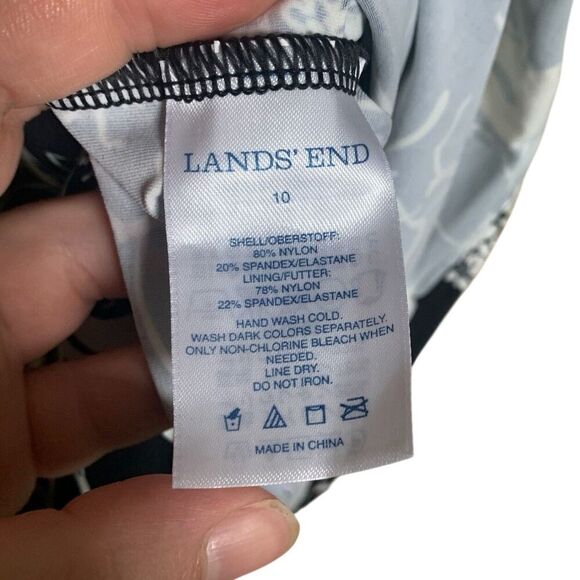 LANDS' END
10
SHELL/OBERSTOFF:
80% NYLON
20% SPANDEX/ELASTANE
LINING/FUTTER:
78% NYLON
22% SPANDEX/ELASTANE
HAND WASH COLD.
WASH DARK COLORS SEPARATELY.
ONLY NON-CHLORINE BLEACH WHEN
NEEDED.
LINE DRY.
DO NOT IRON.
MADE IN CHINA